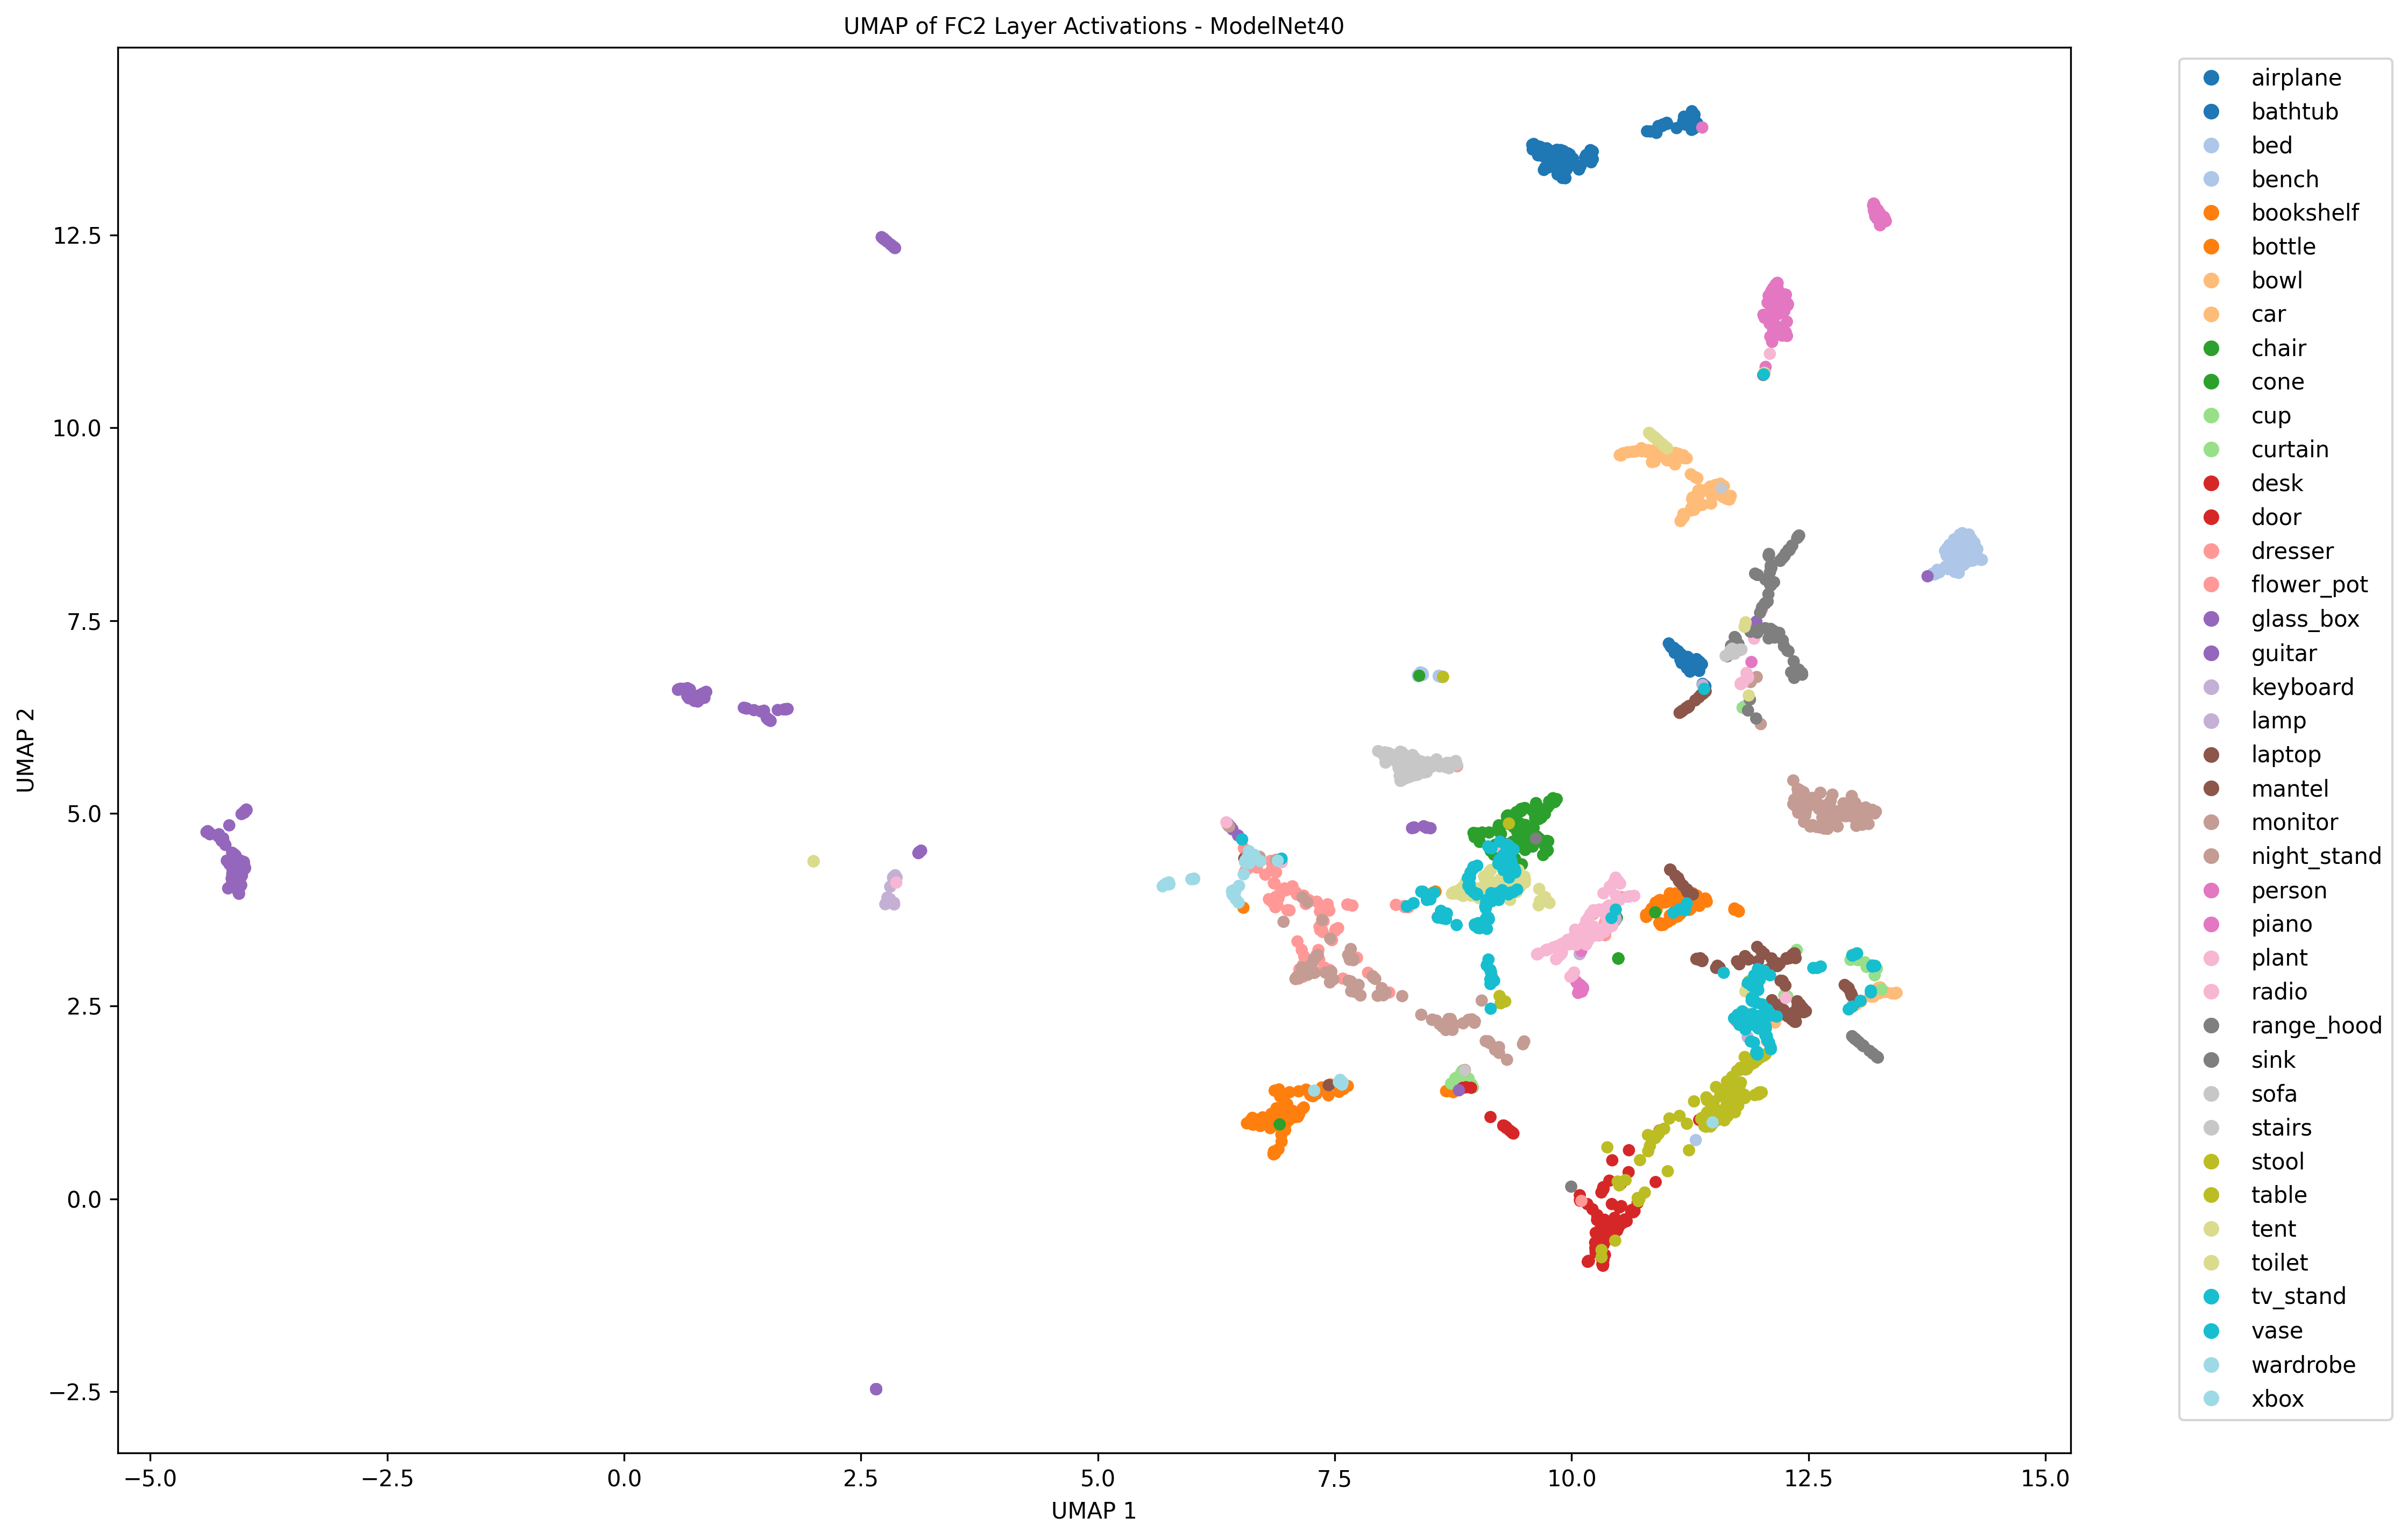 UMAP of FC2 Layer Activations - ModelNet40
UMAP 2
12.5
10.0
7.5
5.0
2.5
0.0
−2.5
−5.0
−2.5
0.0
2.5
5.0
7.5
10.0
12.5
15.0
UMAP 1
airplane
bathtub
bed
bench
bookshelf
bottle
bowl
car
chair
cone
cup
curtain
desk
door
dresser
flower_pot
glass_box
guitar
keyboard
lamp
laptop
mantel
monitor
night_stand
person
piano
plant
radio
range_hood
sink
sofa
stairs
stool
table
tent
toilet
tv_stand
vase
wardrobe
xbox